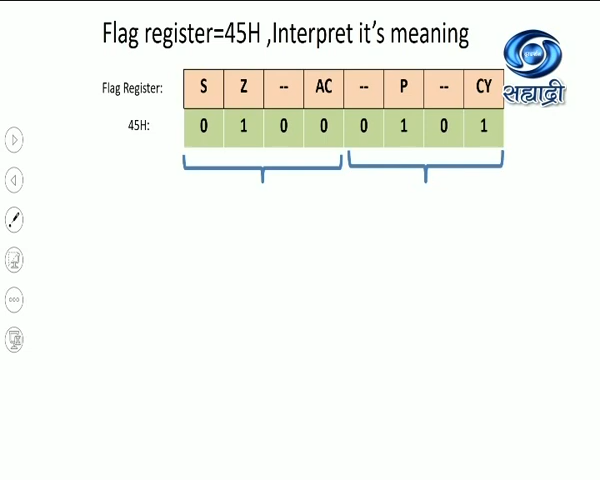 Flag register=45H ,Interpret it’s meaning
Flag Register: S Z -- AC -- P -- CY
45H: 0 1 0 0 0 1 0 1
सह्याद्री